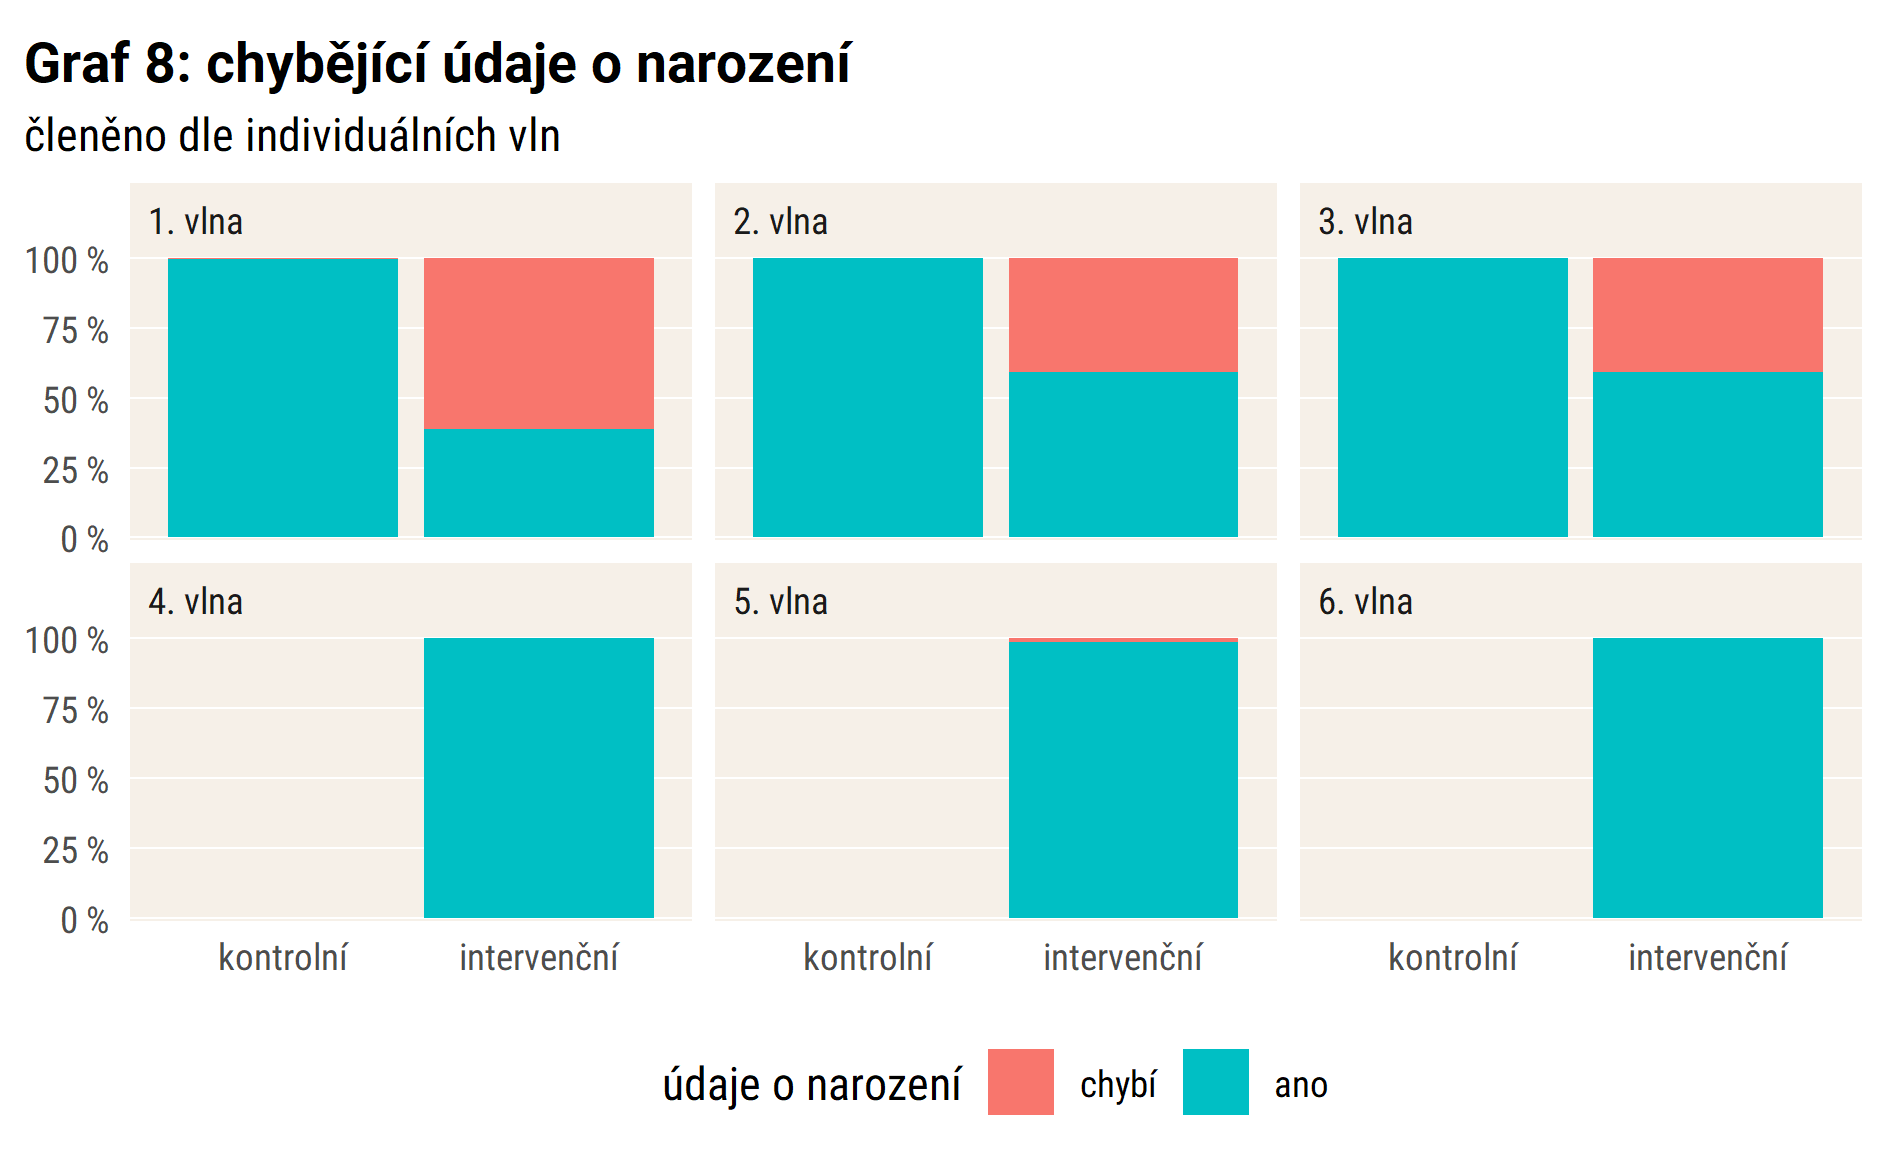 Graf 8: chybějící údaje o narození
členěno dle individuálních vln
1. vlna
2. vlna
3. vlna
100 %
75 %
50 %
25 %
0 %
4. vlna
5. vlna
6. vlna
100 %
75 %
50 %
25 %
0 %
kontrolní
intervenční
kontrolní
intervenční
kontrolní
intervenční
údaje o narození
chybí
ano